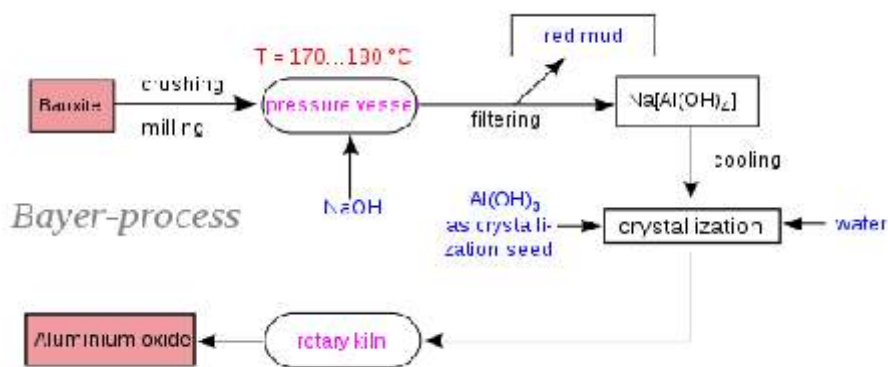 T = 170...180 °C
red mud
Bauxite
crushing
milling
pressure vesse
filtering
Na[Al(OH)4]
cooling
NaOH
Bayer-process
Al(OH)3
as crystalli-
zation seed
crystallization
water
Aluminium oxide
rotary kiln